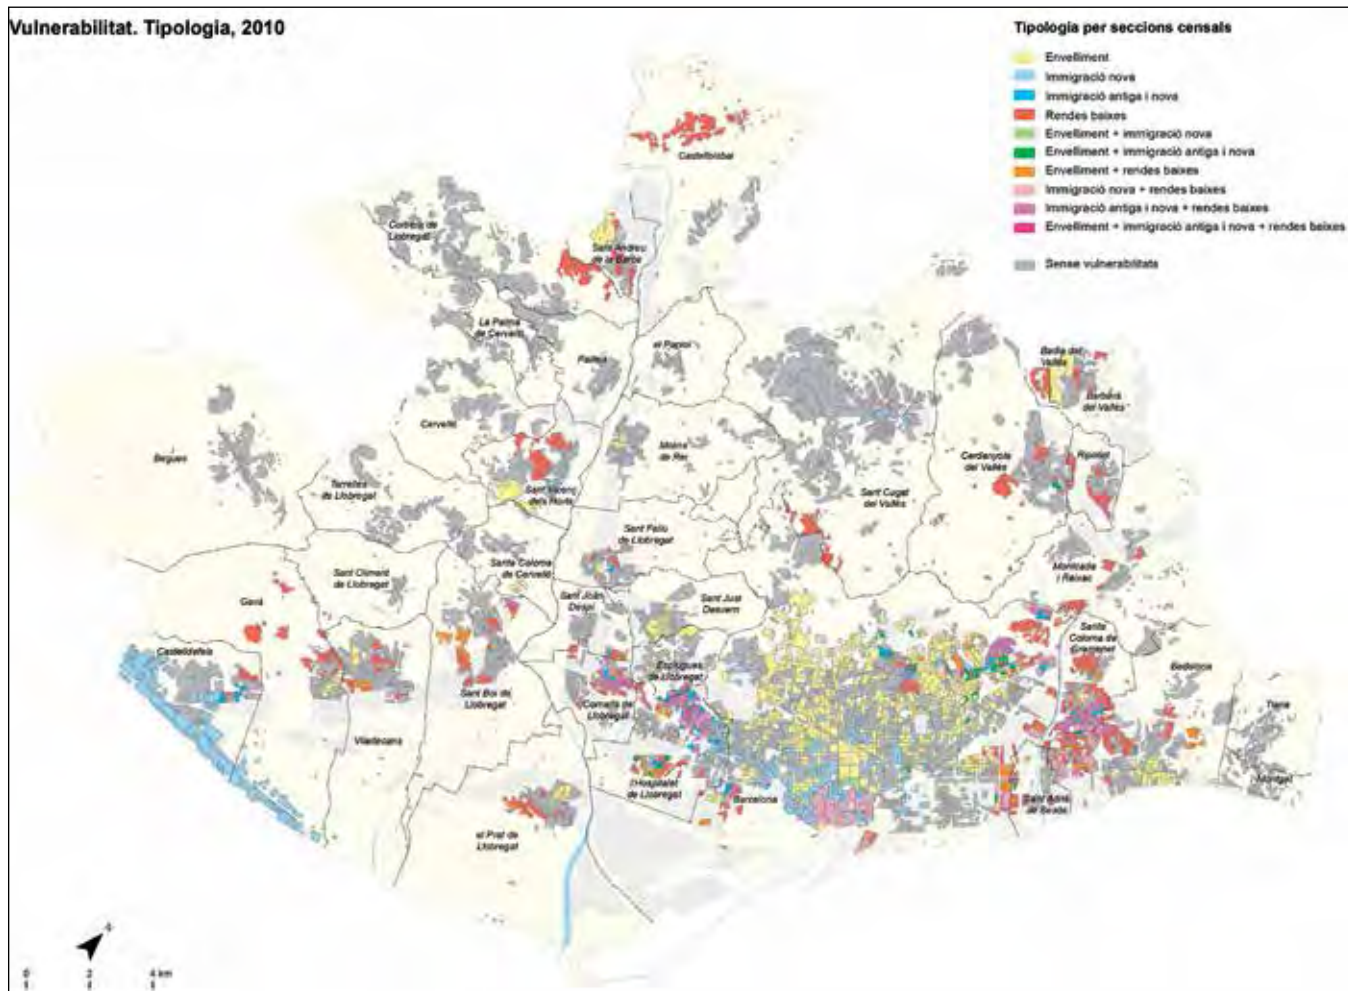 Vulnerabilitat. Tipologia, 2010
Tipologia per seccions censals
Envelliment
Immigració nova
Immigració antiga i nova
Rendes baixes
Envelliment + immigració nova
Envelliment + immigració antiga i nova
Envelliment + rendes baixes
Immigració nova + rendes baixes
Immigració antiga i nova + rendes baixes
Envelliment + immigració antiga i nova + rendes baixes
Sense vulnerabilitats
Castellbisbal
Corbera de
Llobregat
Sant Andreu
de la Barca
La Palma
de Cervelló
Pallejà
el Papiol
Badia del
Vallès
Barberà
del Vallès
Cervelló
Begues
Molins
de Rei
Cerdanyola
del Vallès
Ripollet
Torrelles
de Llobregat
Sant Vicenç
dels Horts
Sant Cugat
del Vallès
Sant Feliu
de Llobregat
Santa Coloma
de Cervelló
Sant Climent
de Llobregat
Montcada
i Reixac
Gavà
Sant Joan
Despí
Sant Just
Desvern
Santa
Coloma de
Gramenet
Castelldefels
Esplugues
de Llobregat
Badalona
Sant Boi de
Llobregat
Cornellà de
Llobregat
Tiana
Viladecans
Montgat
l'Hospitalet
de Llobregat
Barcelona
Sant Adrià
de Besòs
el Prat de
Llobregat
0 2 4 km